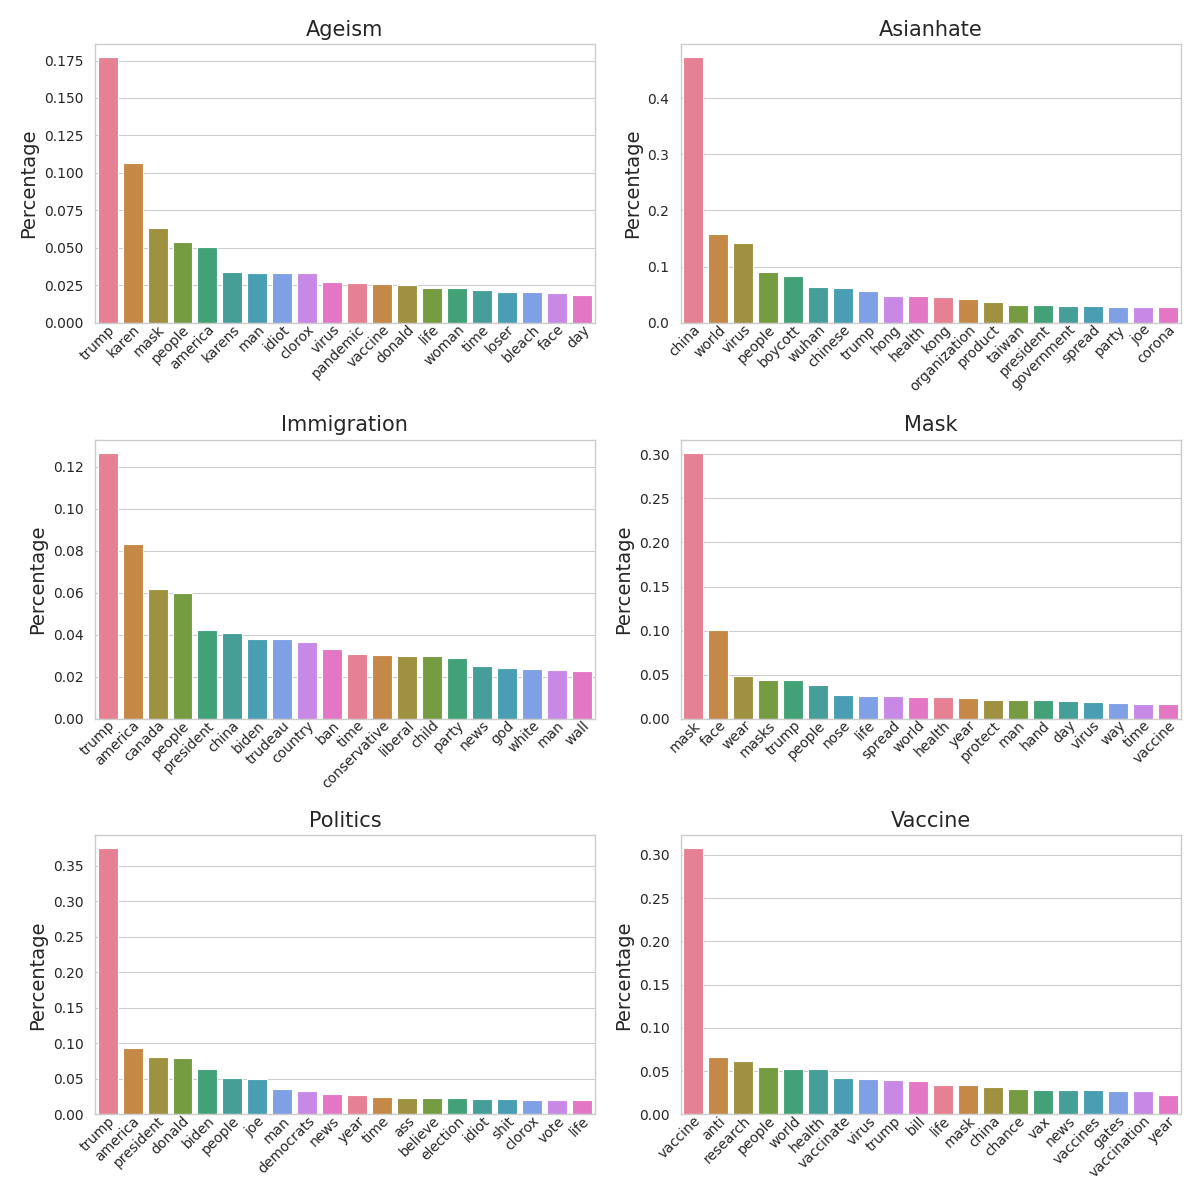 Ageism
Percentage
0.175
0.150
0.125
0.100
0.075
0.050
0.025
0.000
trump karen mask people america karens man idiot clorox virus pandemic vaccine donald life woman time loser bleach face day
Asianhate
Percentage
0.4
0.3
0.2
0.1
0.0
china world virus people boycott wuhan chinese trump hong health kong organization product taiwan president government spread party joe corona
Immigration
Percentage
0.12
0.10
0.08
0.06
0.04
0.02
0.00
trump america canada people president china biden trudeau country ban time conservative liberal child party news god white man wall
Mask
Percentage
0.30
0.25
0.20
0.15
0.10
0.05
0.00
mask face wear masks trump people nose life spread world health year protect man hand day virus way time vaccine
Politics
Percentage
0.35
0.30
0.25
0.20
0.15
0.10
0.05
0.00
trump america president donald biden people joe man democrats news year time ass believe election idiot shit clorox vote life
Vaccine
Percentage
0.30
0.25
0.20
0.15
0.10
0.05
0.00
vaccine anti research people world health vaccinate virus trump bill life mask china chance vax news vaccines gates vaccination year